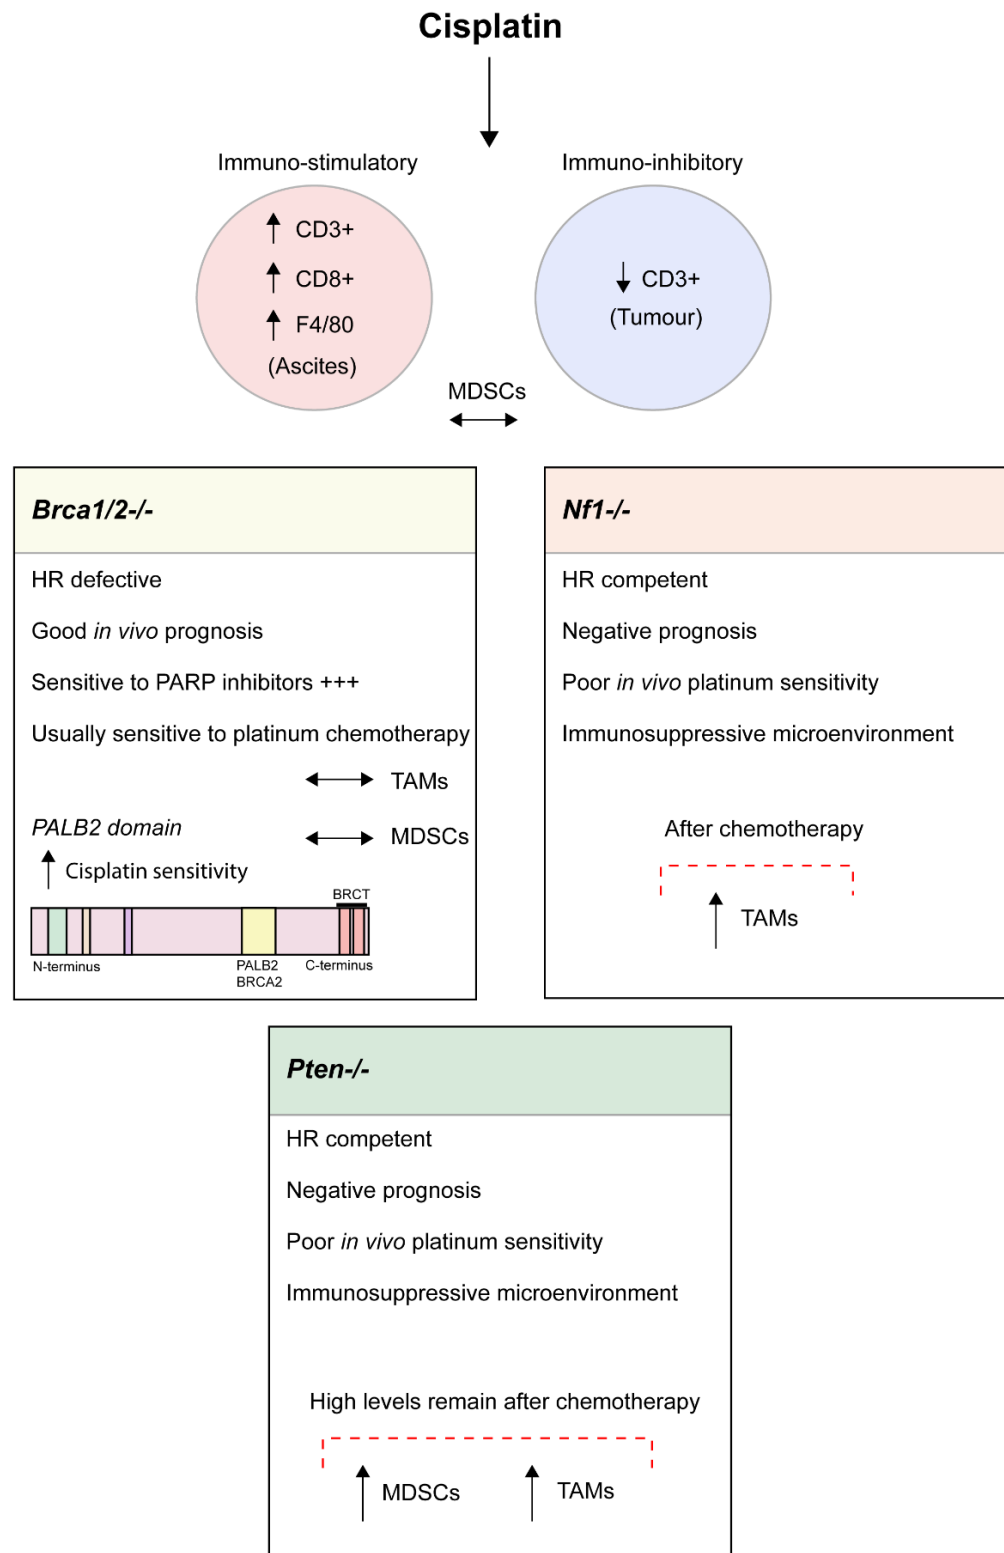 Cisplatin
Immuno-stimulatory
CD3+
CD8+
F4/80
(Ascites)
Immuno-inhibitory
CD3+
(Tumour)
MDSCs
Brca1/2-/-
HR defective
Good in vivo prognosis
Sensitive to PARP inhibitors +++
Usually sensitive to platinum chemotherapy
TAMs
MDSCs
PALB2 domain
Cisplatin sensitivity
BRCT
N-terminus
PALB2
BRCA2
C-terminus
Nf1-/-
HR competent
Negative prognosis
Poor in vivo platinum sensitivity
Immunosuppressive microenvironment
After chemotherapy
TAMs
Pten-/-
HR competent
Negative prognosis
Poor in vivo platinum sensitivity
Immunosuppressive microenvironment
High levels remain after chemotherapy
MDSCs
TAMs